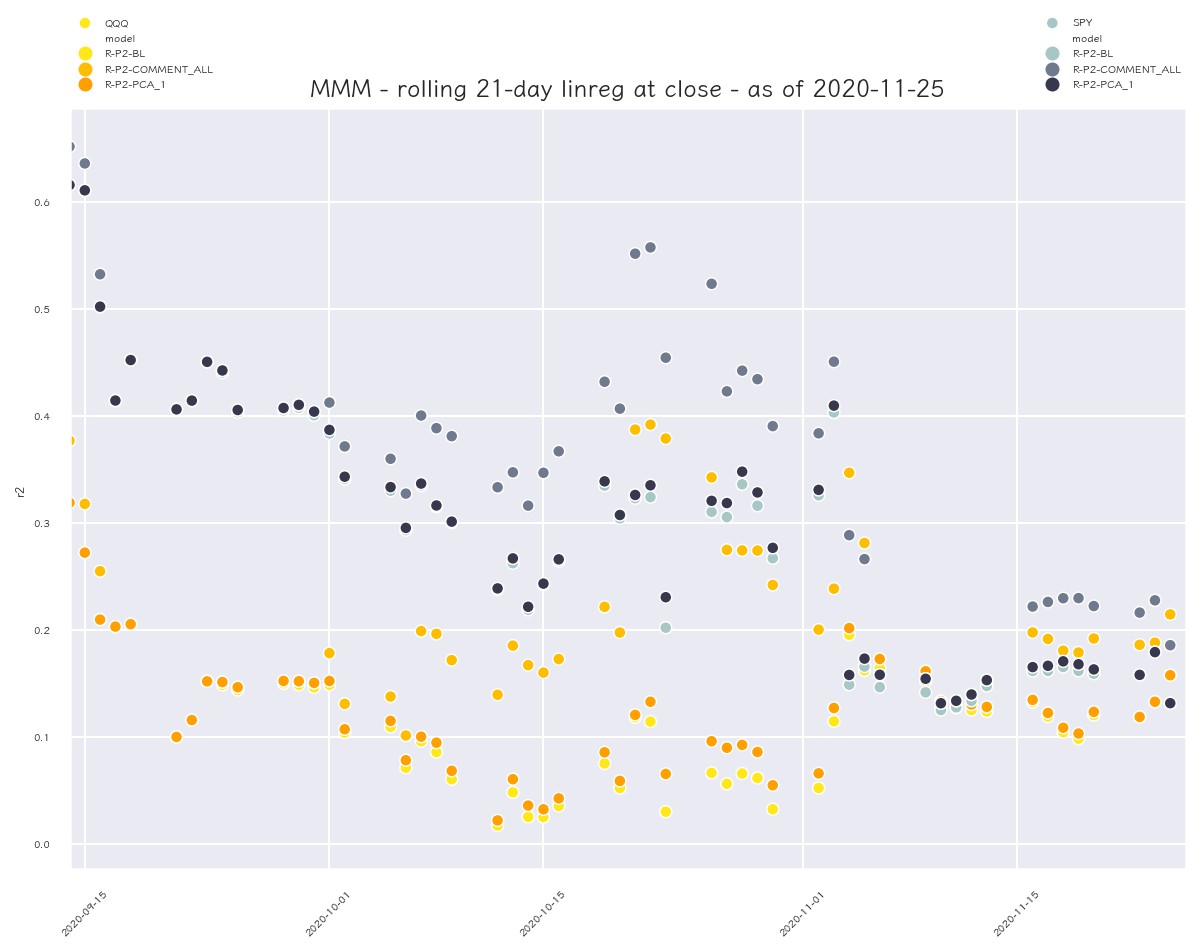 QQQ
model
R-P2-BL
R-P2-COMMENT_ALL
R-P2-PCA_1
SPY
model
R-P2-BL
R-P2-COMMENT_ALL
R-P2-PCA_1
MMM - rolling 21-day linreg at close - as of 2020-11-25
r2
0.6
0.5
0.4
0.3
0.2
0.1
0.0
2020-09-15
2020-10-01
2020-10-15
2020-11-01
2020-11-15